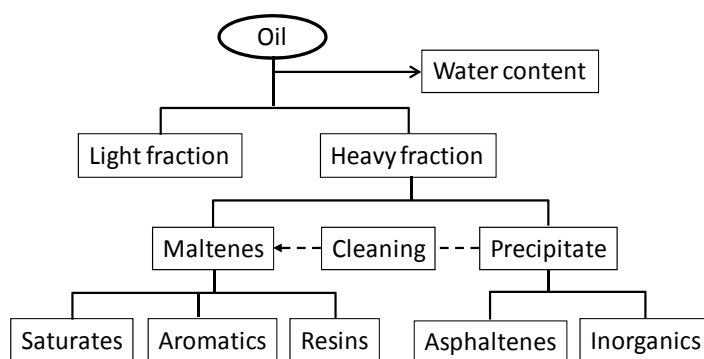 Oil
Water content
Light fraction
Heavy fraction
Maltenes
Cleaning
Precipitate
Saturates
Aromatics
Resins
Asphaltenes
Inorganics